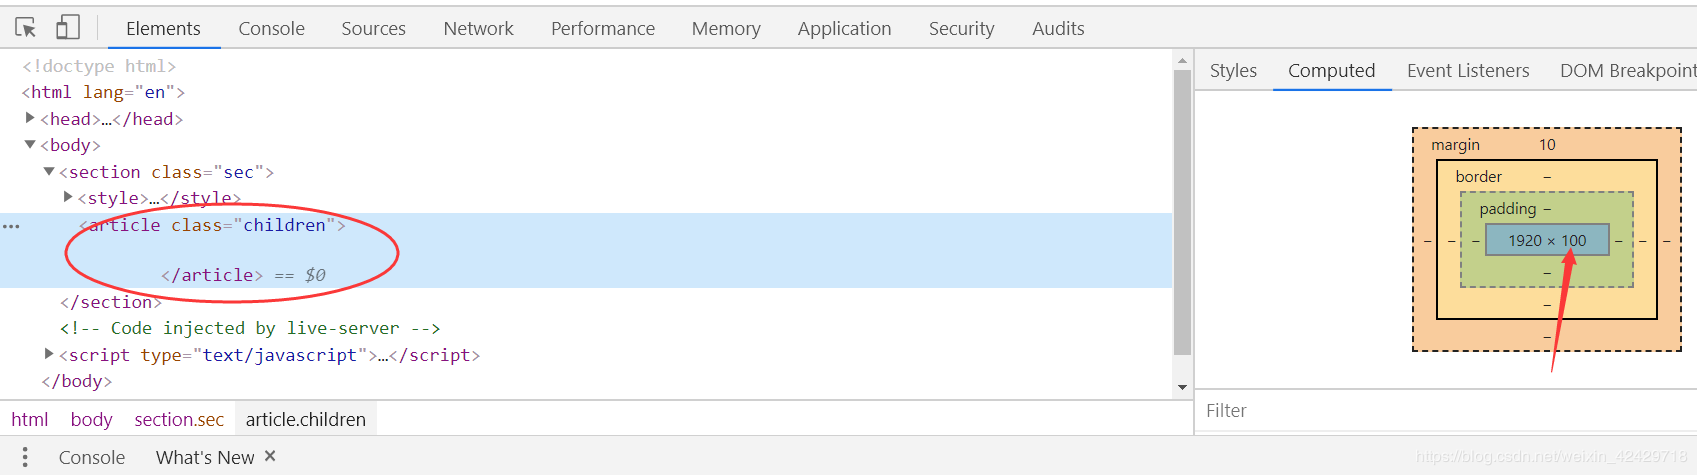 Elements Console Sources Network Performance Memory Application Security Audits
<!doctype html>
<html lang="en">
<head>…</head>
<body>
<section class="sec">
<style>…</style>
<article class="children">
</article> == $0
</section>
<!-- Code injected by live-server -->
<script type="text/javascript">…</script>
</body>
html body section.sec article.children
Styles Computed Event Listeners DOM Breakpoint
margin 10
border –
padding –
– – – 1920 × 100 – – –
–
–
–
Filter
Console What's New ×
https://blog.csdn.net/weixin_42429718